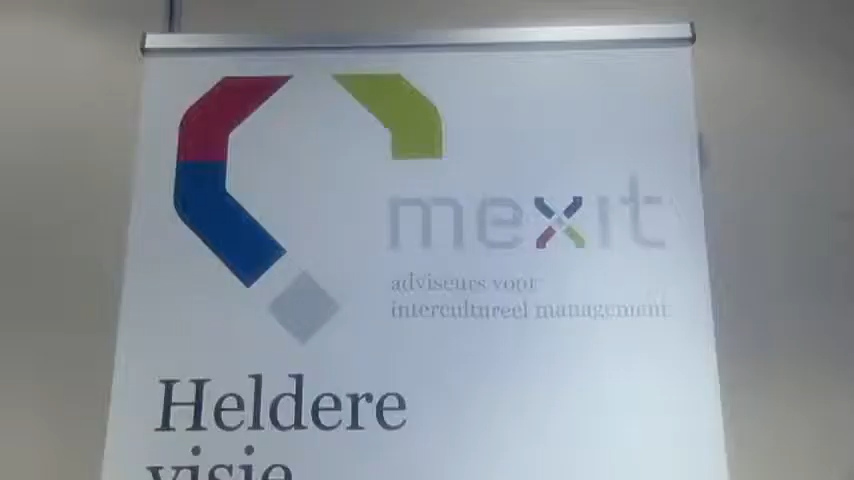 mexit
adviseurs voor
intercultureel management
Heldere
visie